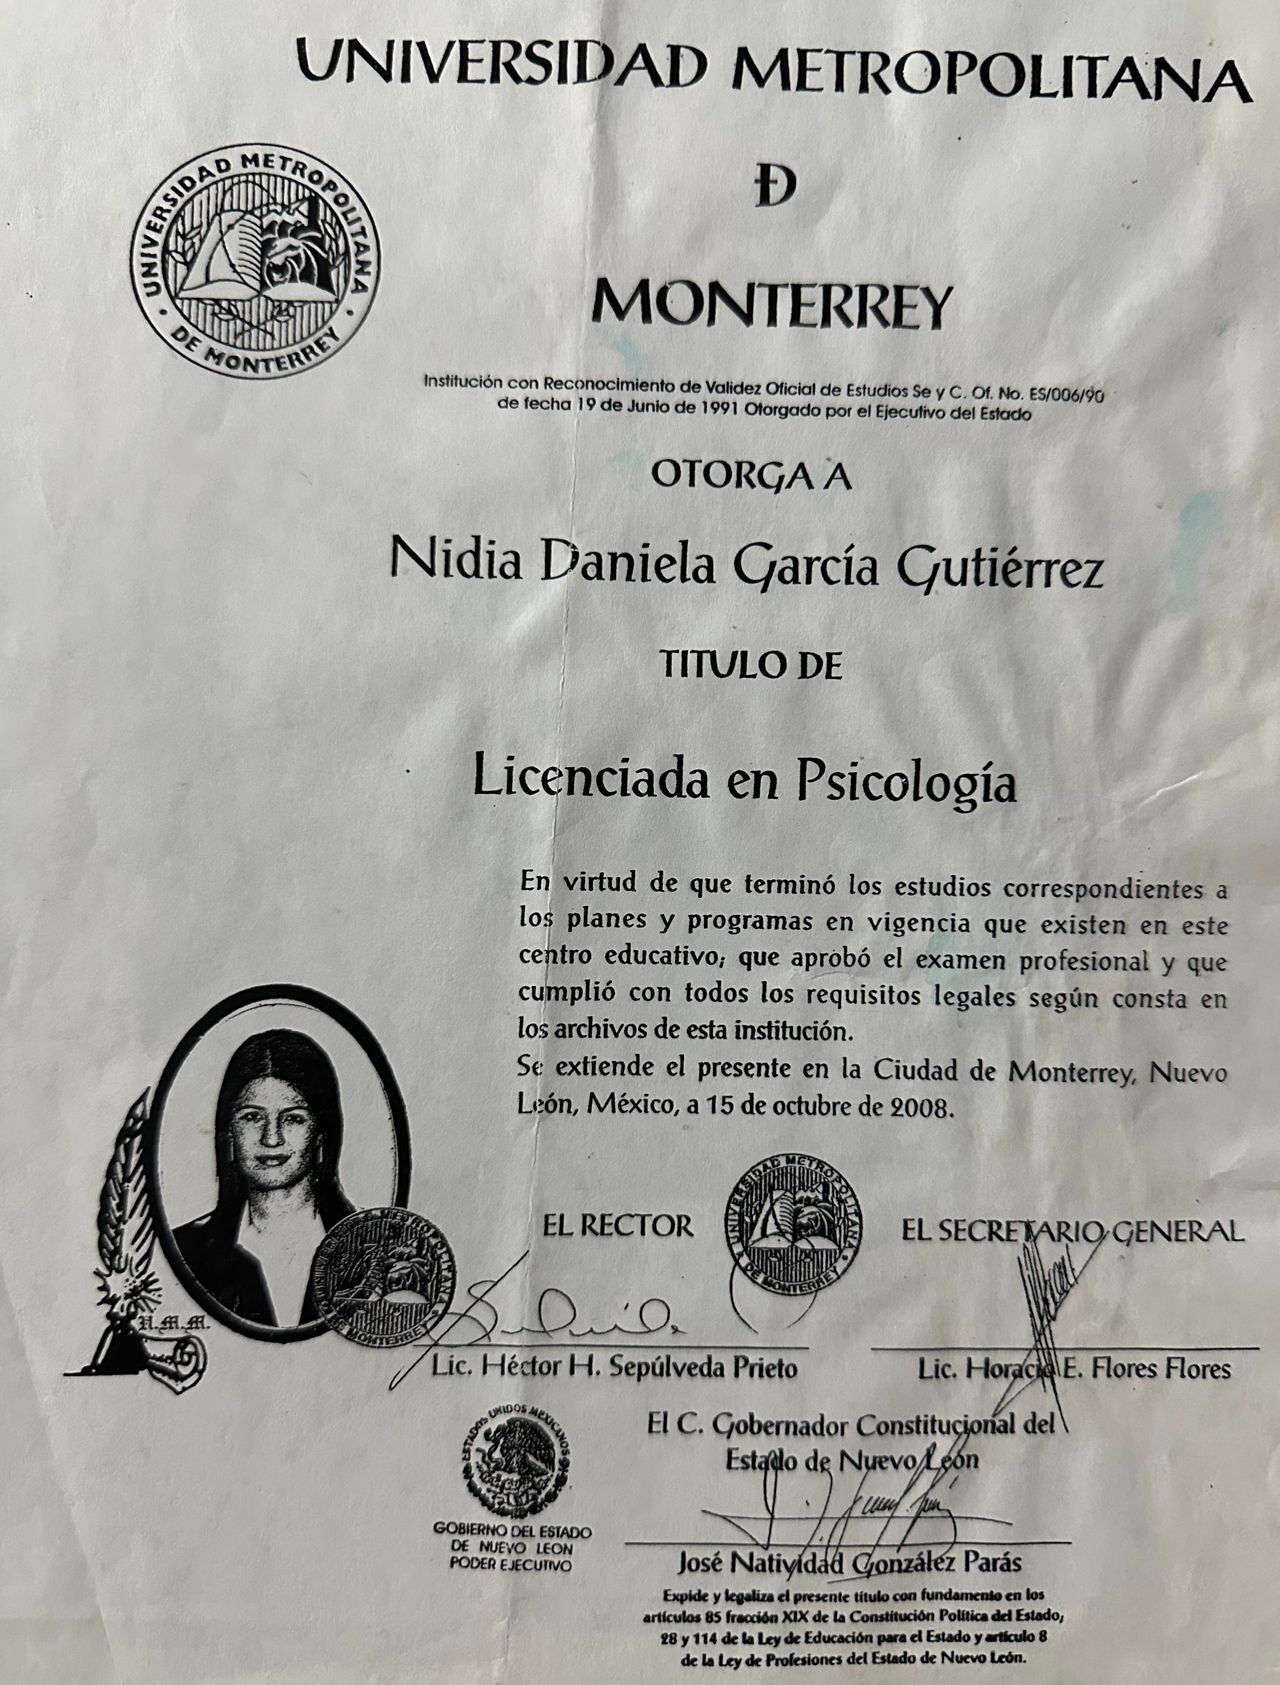 UNIVERSIDAD METROPOLITANA
Đ
MONTERREY
UNIVERSIDAD METROPOLITANA
DE MONTERREY
Institución con Reconocimiento de Validez Oficial de Estudios Se y C. Of. No. ES/006/90
de fecha 19 de Junio de 1991 Otorgado por el Ejecutivo del Estado
OTORGA A
Nidia Daniela García Gutiérrez
TITULO DE
Licenciada en Psicología
En virtud de que terminó los estudios correspondientes a
los planes y programas en vigencia que existen en este
centro educativo; que aprobó el examen profesional y que
cumplió con todos los requisitos legales según consta en
los archivos de esta institución.
Se extiende el presente en la Ciudad de Monterrey, Nuevo
León, México, a 15 de octubre de 2008.
EL RECTOR
UNIVERSIDAD METROPOLITANA
DE MONTERREY
EL SECRETARIO GENERAL
U.M.M.
METROPOLITANA
DE MONTERREY
Lic. Héctor H. Sepúlveda Prieto
Lic. Horacio E. Flores Flores
ESTADOS UNIDOS MEXICANOS
GOBIERNO DEL ESTADO
DE NUEVO LEON
PODER EJECUTIVO
El C. Gobernador Constitucional del
Estado de Nuevo León
José Natividad González Parás
Expide y legaliza el presente título con fundamento en los
artículos 85 fracción XIX de la Constitución Política del Estado,
28 y 114 de la Ley de Educación para el Estado y artículo 8
de la Ley de Profesiones del Estado de Nuevo León.